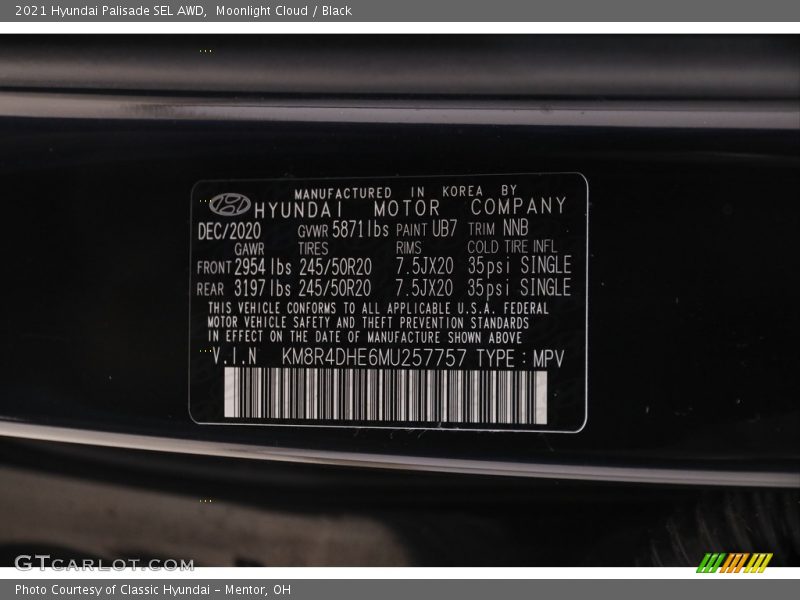 2021 Hyundai Palisade SEL AWD, Moonlight Cloud / Black
MANUFACTURED IN KOREA BY
HYUNDAI MOTOR COMPANY
DEC/2020 GVWR 5871lbs PAINT UB7 TRIM NNB
GAWR TIRES RIMS COLD TIRE INFL
FRONT 2954 lbs 245/50R20 7.5JX20 35psi SINGLE
REAR 3197 lbs 245/50R20 7.5JX20 35psi SINGLE
THIS VEHICLE CONFORMS TO ALL APPLICABLE U.S.A. FEDERAL
MOTOR VEHICLE SAFETY AND THEFT PREVENTION STANDARDS
IN EFFECT ON THE DATE OF MANUFACTURE SHOWN ABOVE
V.I.N KM8R4DHE6MU257757 TYPE : MPV
GTCARLOT.COM
Photo Courtesy of Classic Hyundai - Mentor, OH